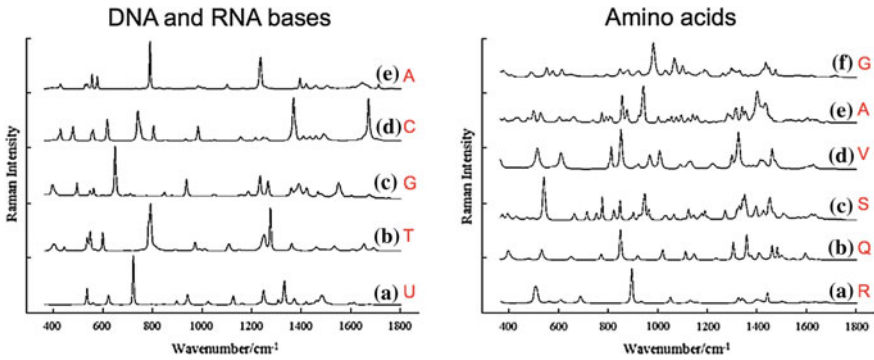 DNA and RNA bases
Raman Intensity
(e) A
(d) C
(c) G
(b) T
(a) U
400 600 800 1000 1200 1400 1600 1800
Wavenumber/cm-1
Amino acids
Raman Intensity
(f) G
(e) A
(d) V
(c) S
(b) Q
(a) R
400 600 800 1000 1200 1400 1600 1800
Wavenumber/cm-1